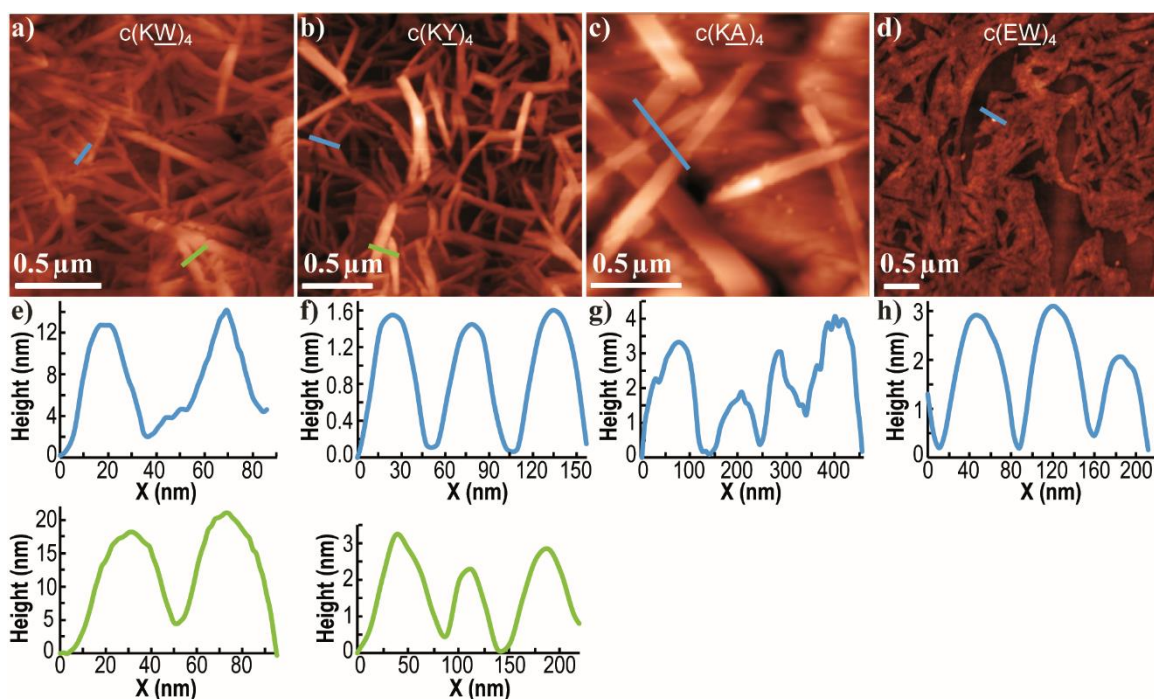 a)
c(KW)₄
b)
c(KY)₄
c)
c(KA)₄
d)
c(EW)₄
0.5 µm
0.5 µm
0.5 µm
0.5 µm
e)
Height (nm)
12
8
4
0
0 20 40 60 80
X (nm)
f)
Height (nm)
1.6
1.2
0.8
0.4
0.0
0 30 60 90 120 150
X (nm)
g)
Height (nm)
4
3
2
1
0
0 100 200 300 400
X (nm)
h)
Height (nm)
3
2
1
0
0 40 80 120 160 200
X (nm)
Height (nm)
20
15
10
5
0
0 20 40 60 80
X (nm)
Height (nm)
3
2
1
0
0 50 100 150 200
X (nm)